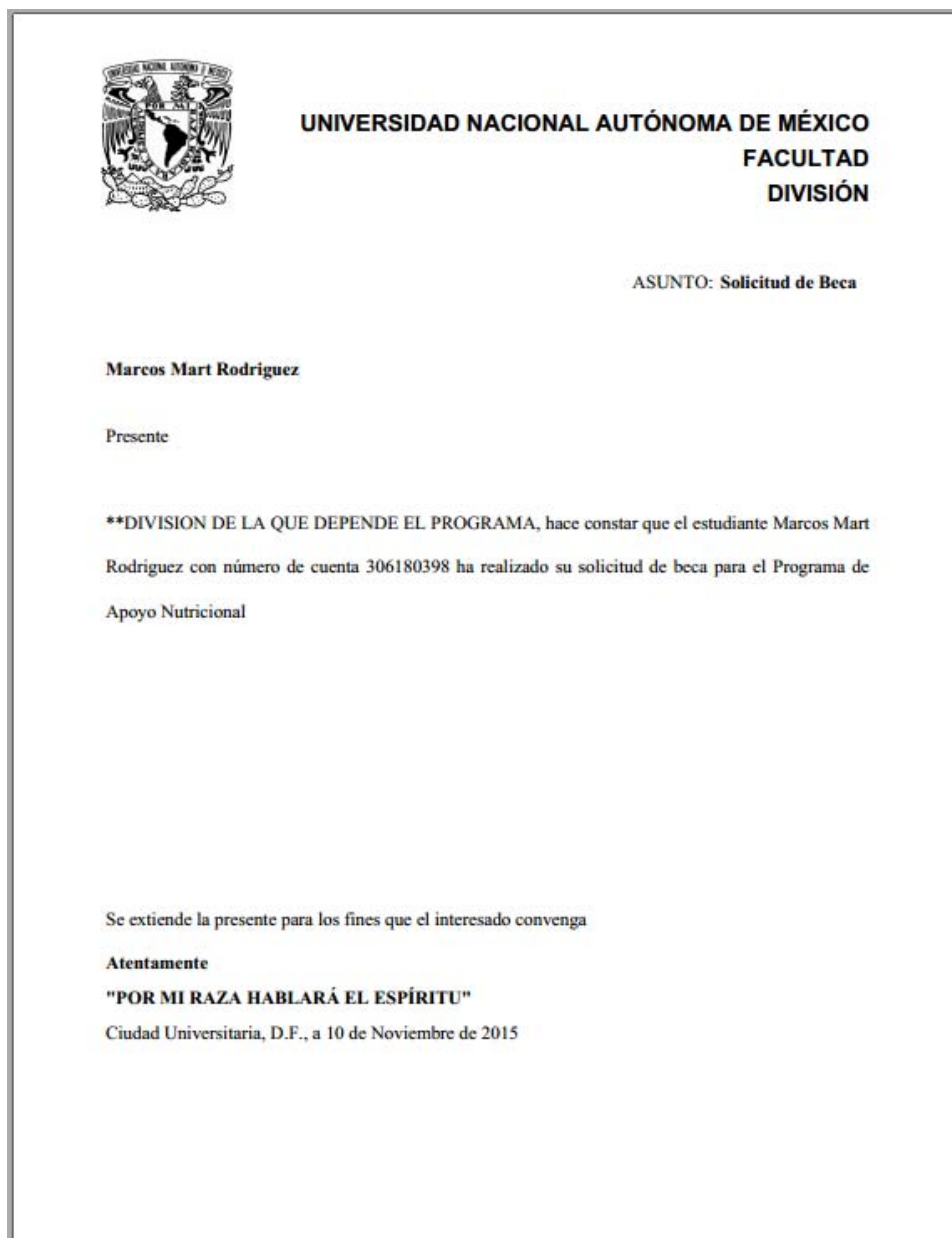 UNIVERSIDAD NACIONAL AUTÓNOMA DE MÉXICO
FACULTAD
DIVISIÓN
ASUNTO: Solicitud de Beca
Marcos Mart Rodriguez
Presente
**DIVISION DE LA QUE DEPENDE EL PROGRAMA, hace constar que el estudiante Marcos Mart
Rodriguez con número de cuenta 306180398 ha realizado su solicitud de beca para el Programa de
Apoyo Nutricional
Se extiende la presente para los fines que el interesado convenga
Atentamente
"POR MI RAZA HABLARÁ EL ESPÍRITU"
Ciudad Universitaria, D.F., a 10 de Noviembre de 2015